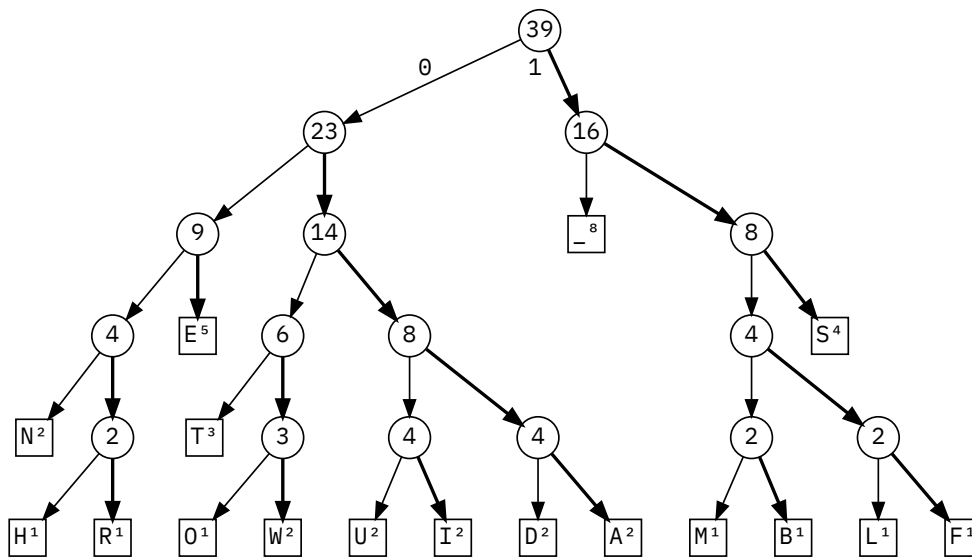 39
0 1
23 16
9 14 _⁸ 8
4 E⁵ 6 8 4 S⁴
N² 2 T³ 3 4 4 2 2
H¹ R¹ O¹ W² U² I² D² A² M¹ B¹ L¹ F¹